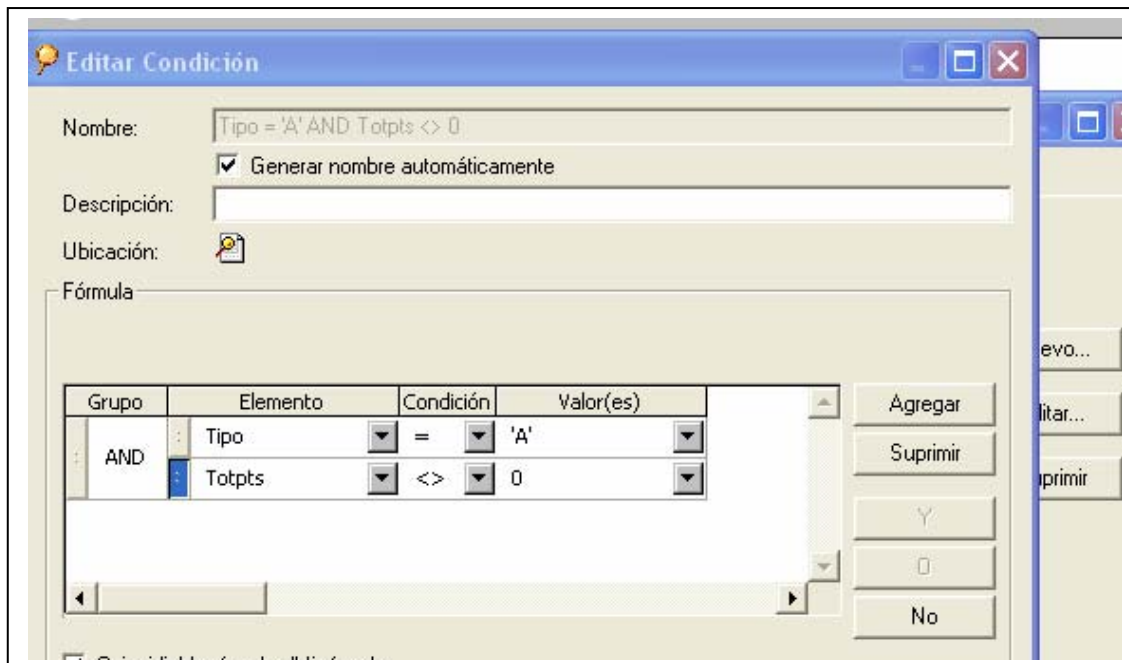 Editar Condición
Nombre: Tipo = 'A' AND Totpts <> 0
Generar nombre automáticamente
Descripción:
Ubicación:
Fórmula
Grupo Elemento Condición Valor(es)
AND
Tipo = 'A'
Totpts <> 0
Agregar
Suprimir
Y
O
No
evo...
itar...
primir